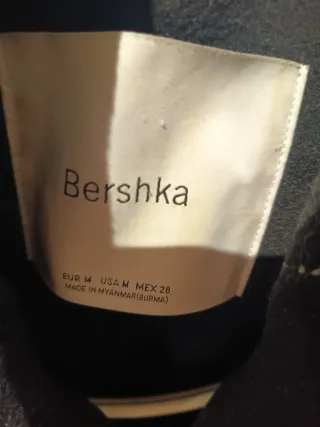 Bershka
EUR M USA M MEX 28
MADE IN MYANMAR(BURMA)